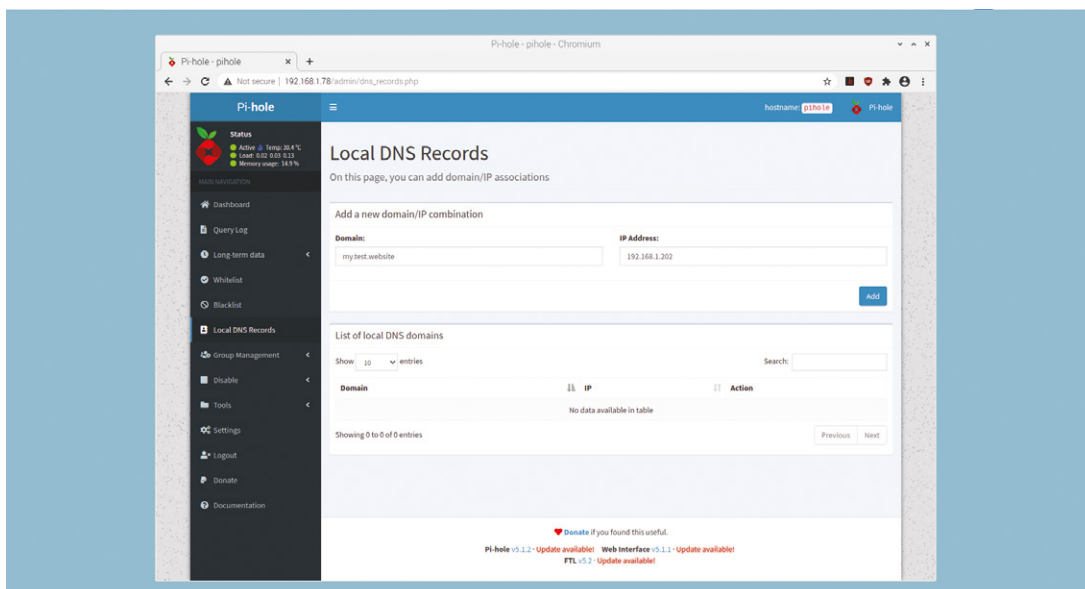 Pi-hole - pihole - Chromium
Pi-hole - pihole
Not secure | 192.168.1.78/admin/dns_records.php
Pi-hole
hostname: pihole
Pi-hole
Status
Active Temp: 38.4 °C
Load: 0.02 0.03 0.13
Memory usage: 14.9 %
MAIN NAVIGATION
Dashboard
Query Log
Long-term data
Whitelist
Blacklist
Local DNS Records
Group Management
Disable
Tools
Settings
Logout
Donate
Documentation
Local DNS Records
On this page, you can add domain/IP associations
Add a new domain/IP combination
Domain: IP Address:
my.test.website 192.168.1.202
Add
List of local DNS domains
Show 10 entries Search:
Domain IP Action
No data available in table
Showing 0 to 0 of 0 entries Previous Next
Donate if you found this useful.
Pi-hole v5.1.2 · Update available! Web Interface v5.1.1 · Update available!
FTL v5.2 · Update available!